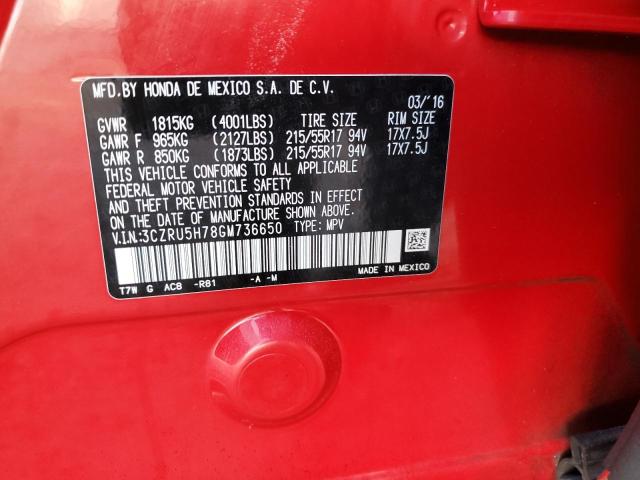 MFD.BY HONDA DE MEXICO S.A. DE C.V.
03/'16
GVWR 1815KG (4001LBS) TIRE SIZE RIM SIZE
GAWR F 965KG (2127LBS) 215/55R17 94V 17X7.5J
GAWR R 850KG (1873LBS) 215/55R17 94V 17X7.5J
THIS VEHICLE CONFORMS TO ALL APPLICABLE
FEDERAL MOTOR VEHICLE SAFETY
AND THEFT PREVENTION STANDARDS IN EFFECT
ON THE DATE OF MANUFACTURE SHOWN ABOVE.
V.I.N.:3CZRU5H78GM736650 TYPE: MPV
T7W G AC8 -R81 -A -M MADE IN MEXICO